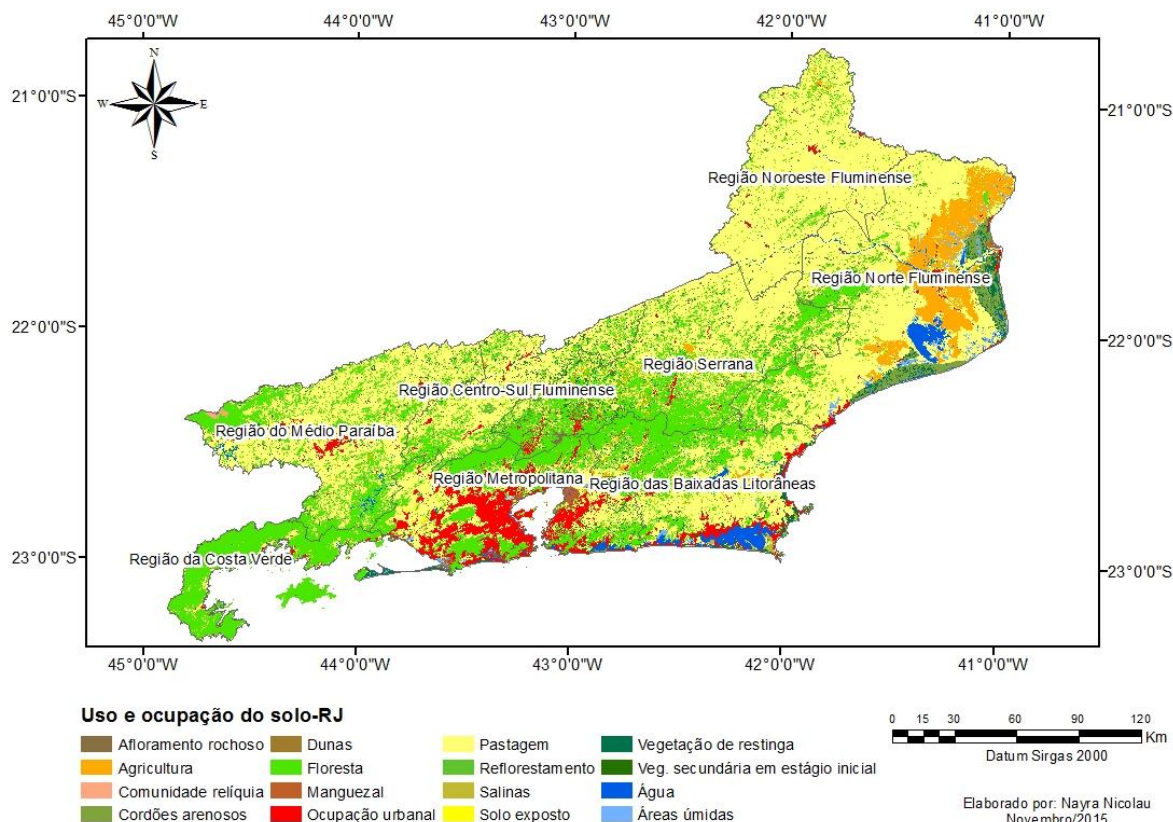 45°0'0"W 44°0'0"W 43°0'0"W 42°0'0"W 41°0'0"W
N
W E
S
21°0'0"S 21°0'0"S
Região Noroeste Fluminense
Região Norte Fluminense
22°0'0"S 22°0'0"S
Região Serrana
Região Centro-Sul Fluminense
Região do Médio Paraíba
Região Metropolitana Região das Baixadas Litorâneas
23°0'0"S 23°0'0"S
Região da Costa Verde
45°0'0"W 44°0'0"W 43°0'0"W 42°0'0"W 41°0'0"W
Uso e ocupação do solo-RJ
Afloramento rochoso Dunas Pastagem Vegetação de restinga
Agricultura Floresta Reflorestamento Veg. secundária em estágio inicial
Comunidade relíquia Manguezal Salinas Água
Cordões arenosos Ocupação urbanal Solo exposto Áreas úmidas
0 15 30 60 90 120
Km
Datum Sirgas 2000
Elaborado por: Nayra Nicolau
Novembro/2015